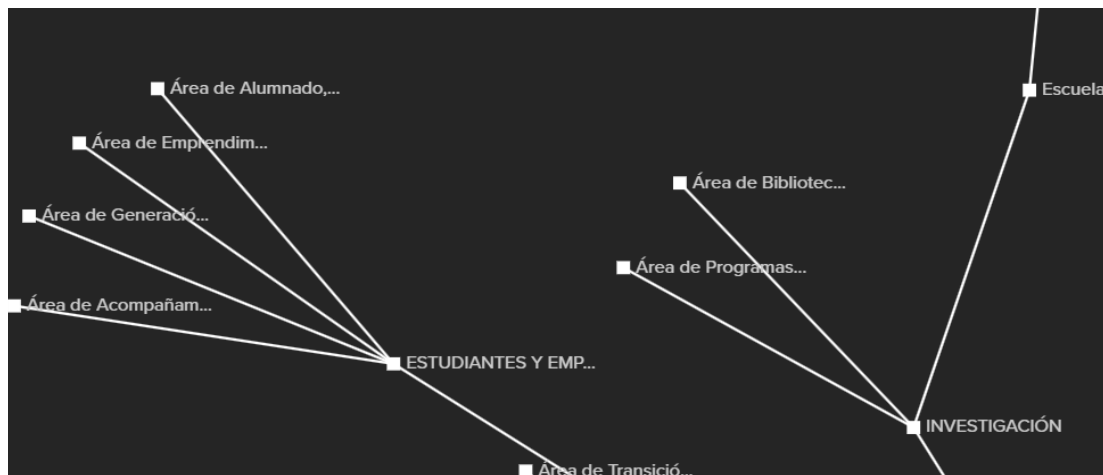 Área de Alumnado,...
Escuela
Área de Emprendim...
Área de Bibliotec...
Área de Generació...
Área de Programas...
Área de Acompañam...
ESTUDIANTES Y EMP...
INVESTIGACIÓN
Área de Transició...